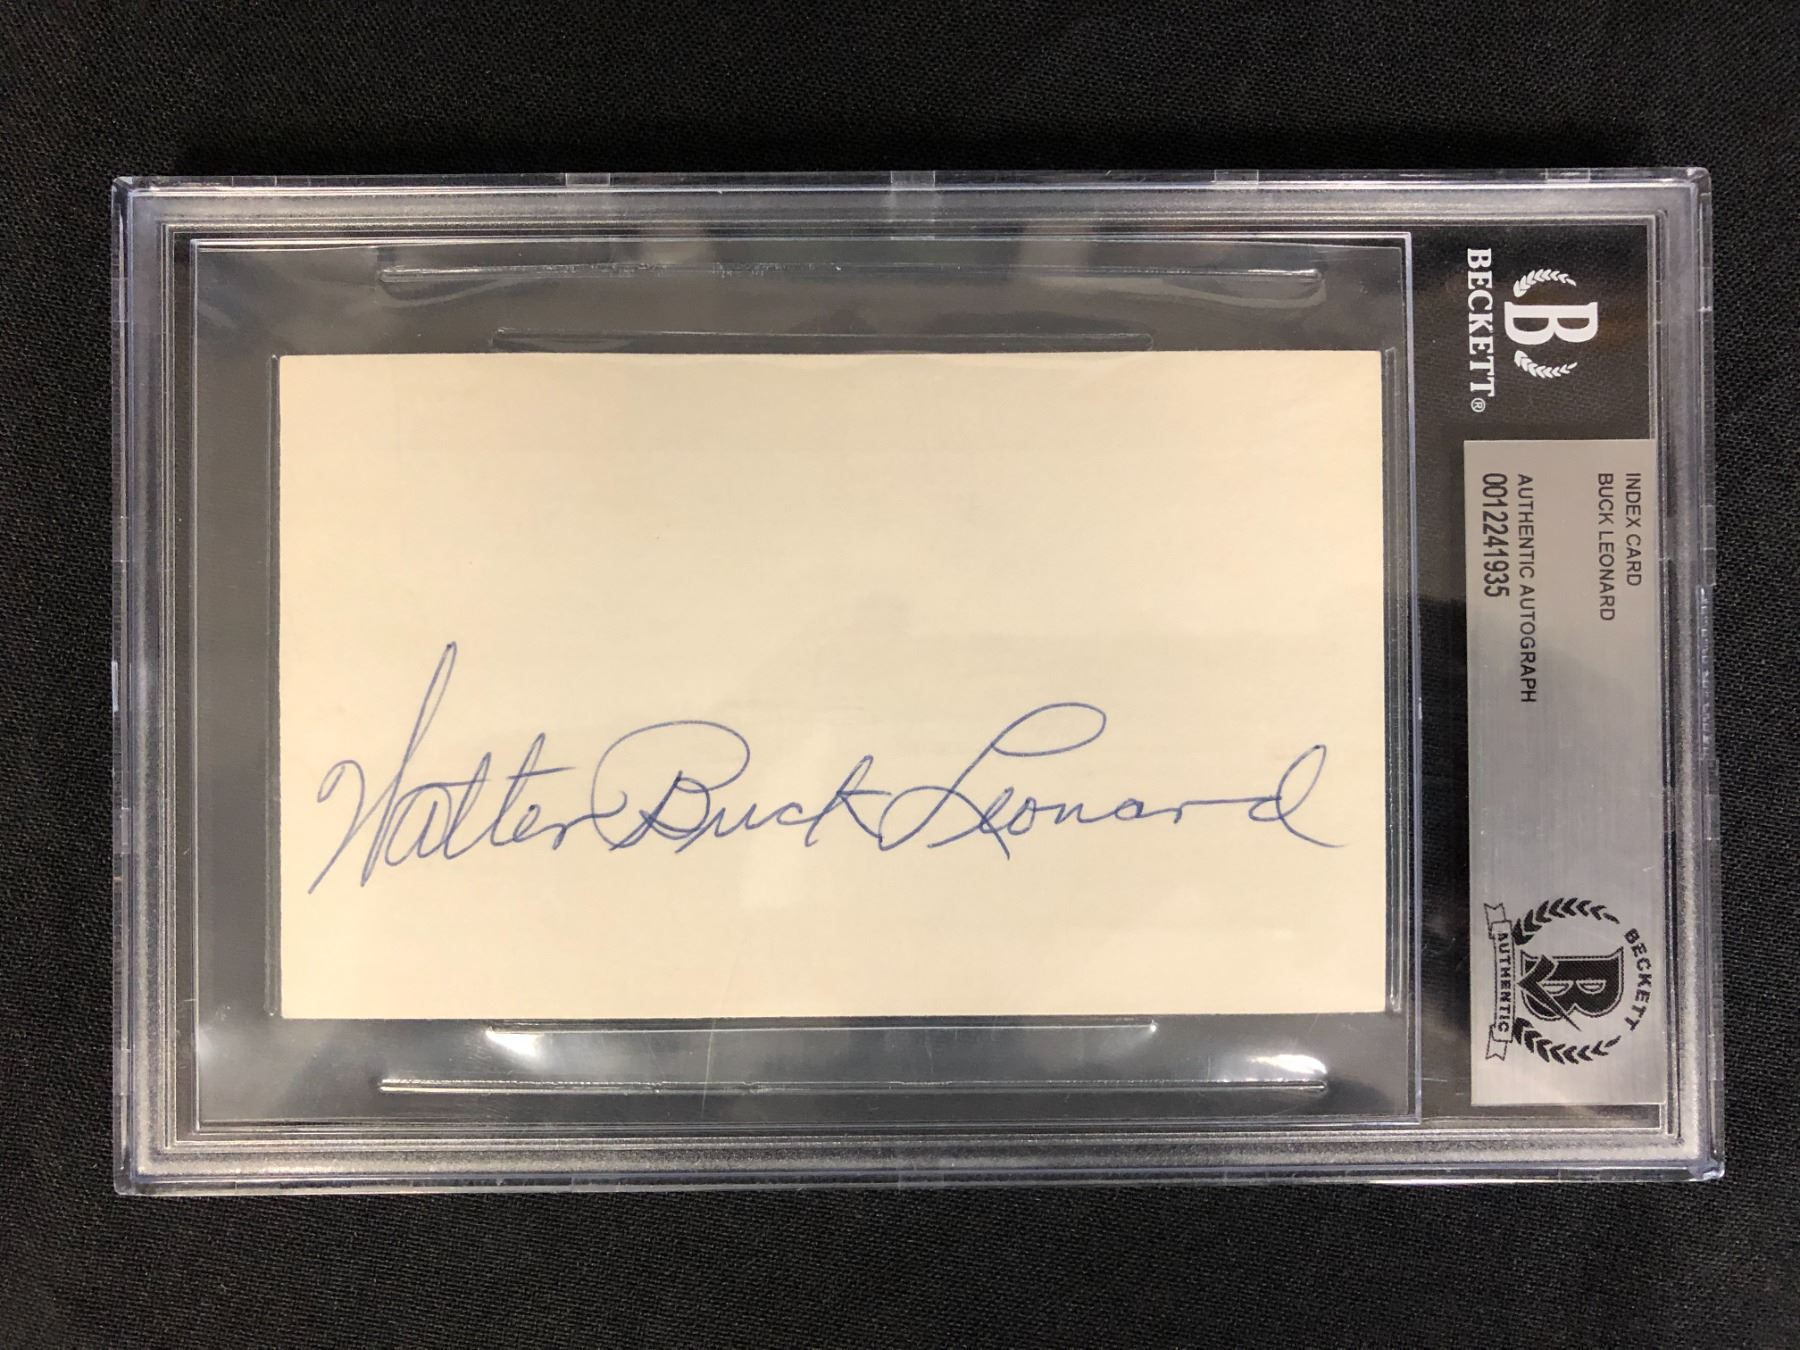 Walter Buck Leonard
B
BECKETT®
INDEX CARD
BUCK LEONARD
AUTHENTIC AUTOGRAPH
0012241935
BECKETT
B
AUTHENTIC